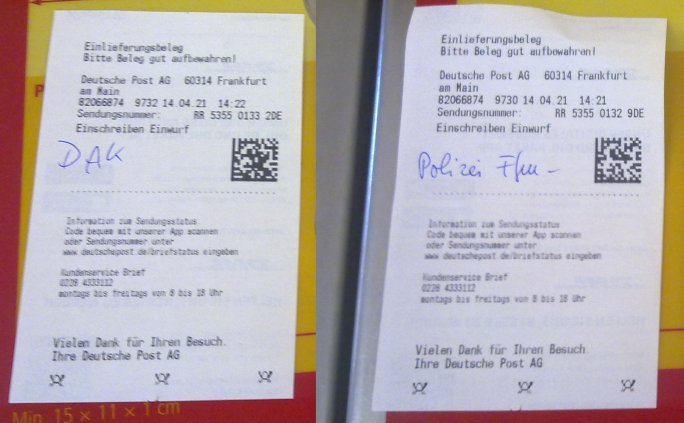 Einlieferungsbeleg
Bitte Beleg gut aufbewahren!
Deutsche Post AG 60314 Frankfurt
am Main
82066874 9732 14.04.21 14:22
Sendungsnummer: RR 5355 0133 2DE
Einschreiben Einwurf
DAK
Information zum Sendungsstatus
Code bequem mit unserer App scannen
oder Sendungsnummer unter
www.deutschepost.de/briefstatus eingeben
Kundenservice Brief
0228 4333112
montags bis freitags von 8 bis 18 Uhr
Vielen Dank für Ihren Besuch.
Ihre Deutsche Post AG
Min. 15 x 11 x 1 cm
Einlieferungsbeleg
Bitte Beleg gut aufbewahren!
Deutsche Post AG 60314 Frankfurt
am Main
82066874 9730 14.04.21 14:21
Sendungsnummer: RR 5355 0132 9DE
Einschreiben Einwurf
Polizei Ffm -
Information zum Sendungsstatus
Code bequem mit unserer App scannen
oder Sendungsnummer unter
www.deutschepost.de/briefstatus eingeben
Kundenservice Brief
0228 4333112
montags bis freitags von 8 bis 18 Uhr
Vielen Dank für Ihren Besuch.
Ihre Deutsche Post AG